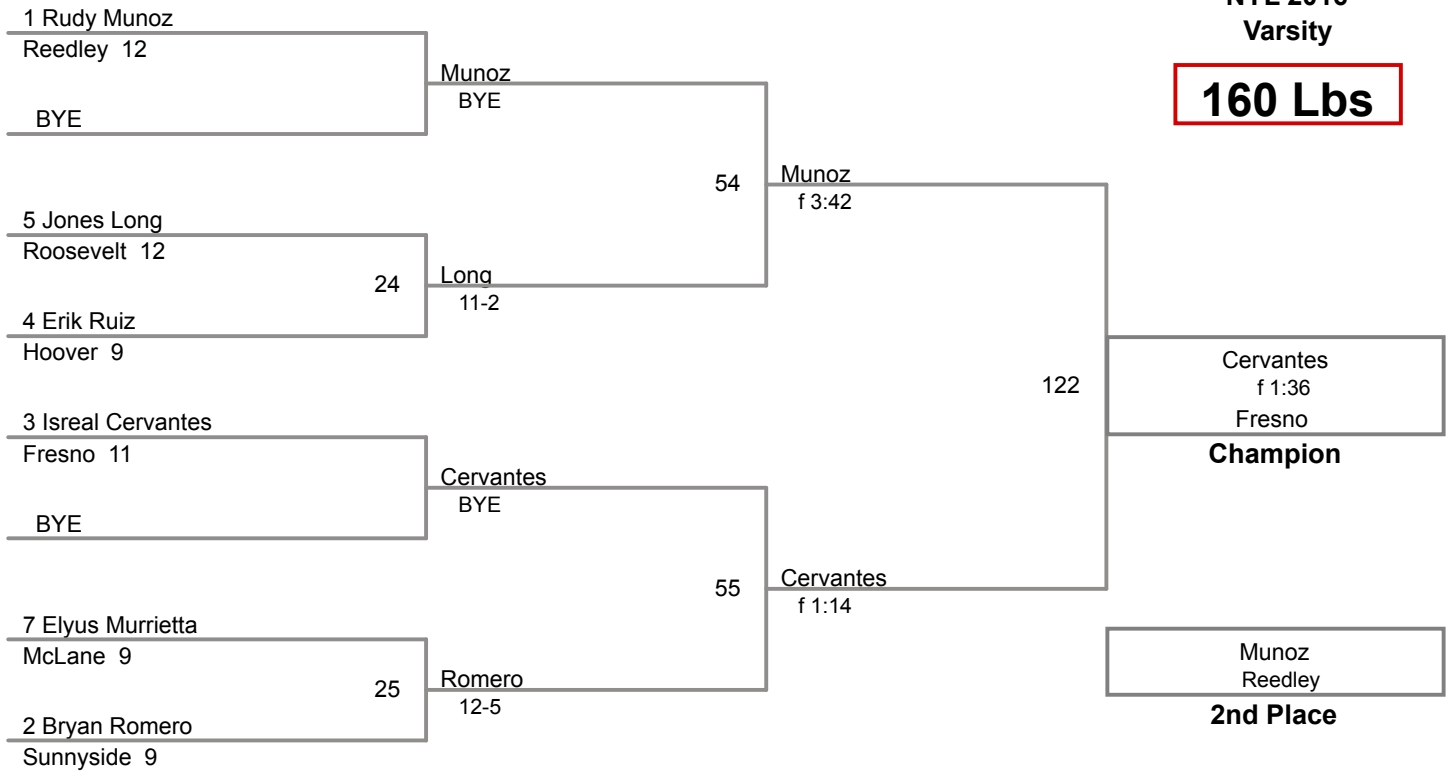 1 Rudy Munoz
Reedley 12
BYE
5 Jones Long
Roosevelt 12
24
4 Erik Ruiz
Hoover 9
3 Isreal Cervantes
Fresno 11
BYE
7 Elyus Murrietta
McLane 9
25
2 Bryan Romero
Sunnyside 9
Munoz
BYE
54
Long
11-2
Cervantes
BYE
55
Romero
12-5
Munoz
f 3:42
122
Cervantes
f 1:14
Varsity
160 Lbs
Cervantes
f 1:36
Fresno
Champion
Munoz
Reedley
2nd Place